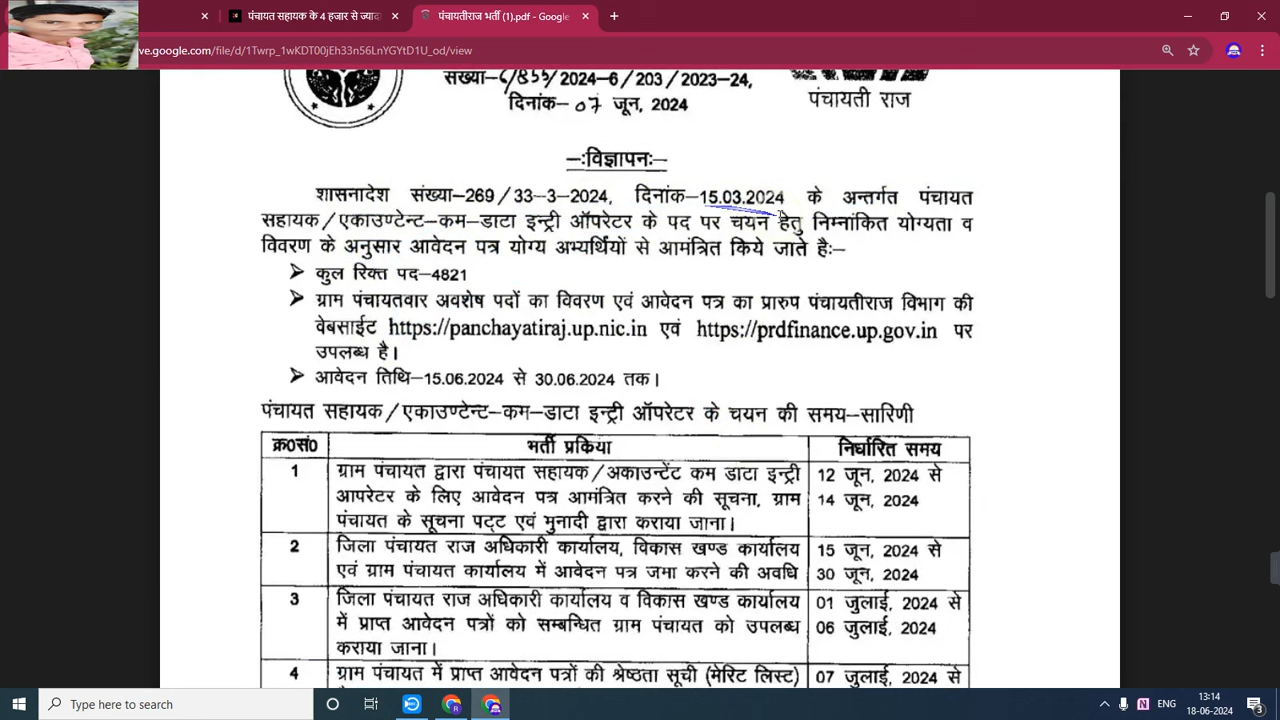 पंचायत सहायक के 4 हजार से ज्याद
पंचायतीराज भर्ती (1).pdf - Google
ve.google.com/file/d/1Twrp_1wKDT00jEh33n56LnYGYtD1U_od/view
/2024-6/203/2023-24,
दिनांक-07 जून, 2024
पंचायती राज
-:विज्ञापन:-
शासनादेश संख्या-269/33-3-2024, दिनांक-15.03.2024 के अन्तर्गत पंचायत
सहायक/एकाउण्टेन्ट-कम-डाटा इन्ट्री ऑपरेटर के पद पर चयन हेतु निम्नांकित योग्यता व
विवरण के अनुसार आवेदन पत्र योग्य अभ्यर्थियों से आमंत्रित किये जाते है:-
➢ कुल रिक्त पद-4821
➢ ग्राम पंचायतवार अवशेष पदों का विवरण एवं आवेदन पत्र का प्रारुप पंचायतीराज विभाग की
वेबसाईट https://panchayatiraj.up.nic.in एवं https://prdfinance.up.gov.in पर
उपलब्ध है।
➢ आवेदन तिथि-15.06.2024 से 30.06.2024 तक।
पंचायत सहायक/एकाउण्टेन्ट-कम-डाटा इन्ट्री ऑपरेटर के चयन की समय-सारिणी
क्र0सं0 भर्ती प्रकिया निर्धारित समय
1 ग्राम पंचायत द्वारा पंचायत सहायक/अकाउन्टेंट कम डाटा इन्ट्री 12 जून, 2024 से
आपरेटर के लिए आवेदन पत्र आमंत्रित करने की सूचना, ग्राम 14 जून, 2024
पंचायत के सूचना पट्ट एवं मुनादी द्वारा कराया जाना।
2 जिला पंचायत राज अधिकारी कार्यालय, विकास खण्ड कार्यालय 15 जून, 2024 से
एवं ग्राम पंचायत कार्यालय में आवेदन पत्र जमा करने की अवधि 30 जून, 2024
3 जिला पंचायत राज अधिकारी कार्यालय व विकास खण्ड कार्यालय 01 जुलाई, 2024 से
में प्राप्त आवेदन पत्रों को सम्बन्धित ग्राम पंचायत को उपलब्ध 06 जुलाई, 2024
कराया जाना।
4 ग्राम पंचायत में प्राप्त आवेदन पत्रों की श्रेष्ठता सूची (मेरिट लिस्ट) 07 जुलाई, 2024 से
Type here to search
ENG
13:14
18-06-2024